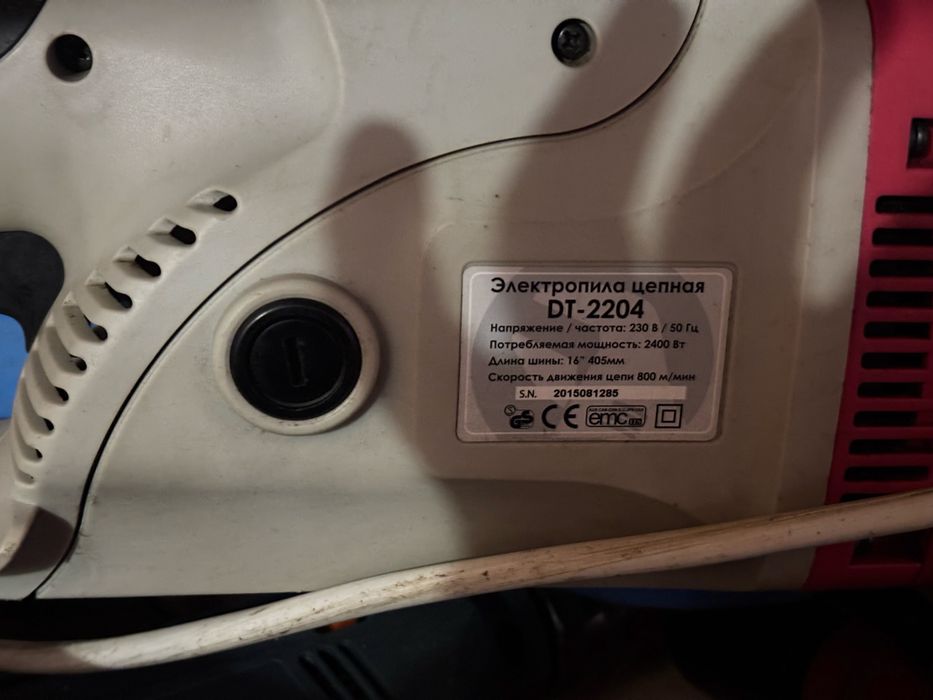 Электропила цепная
DT-2204
Напряжение / частота: 230 В / 50 Гц
Потребляемая мощность: 2400 Вт
Длина шины: 16" 405мм
Скорость движения цепи 800 м/мин
S.N. 2015081285
CE emc